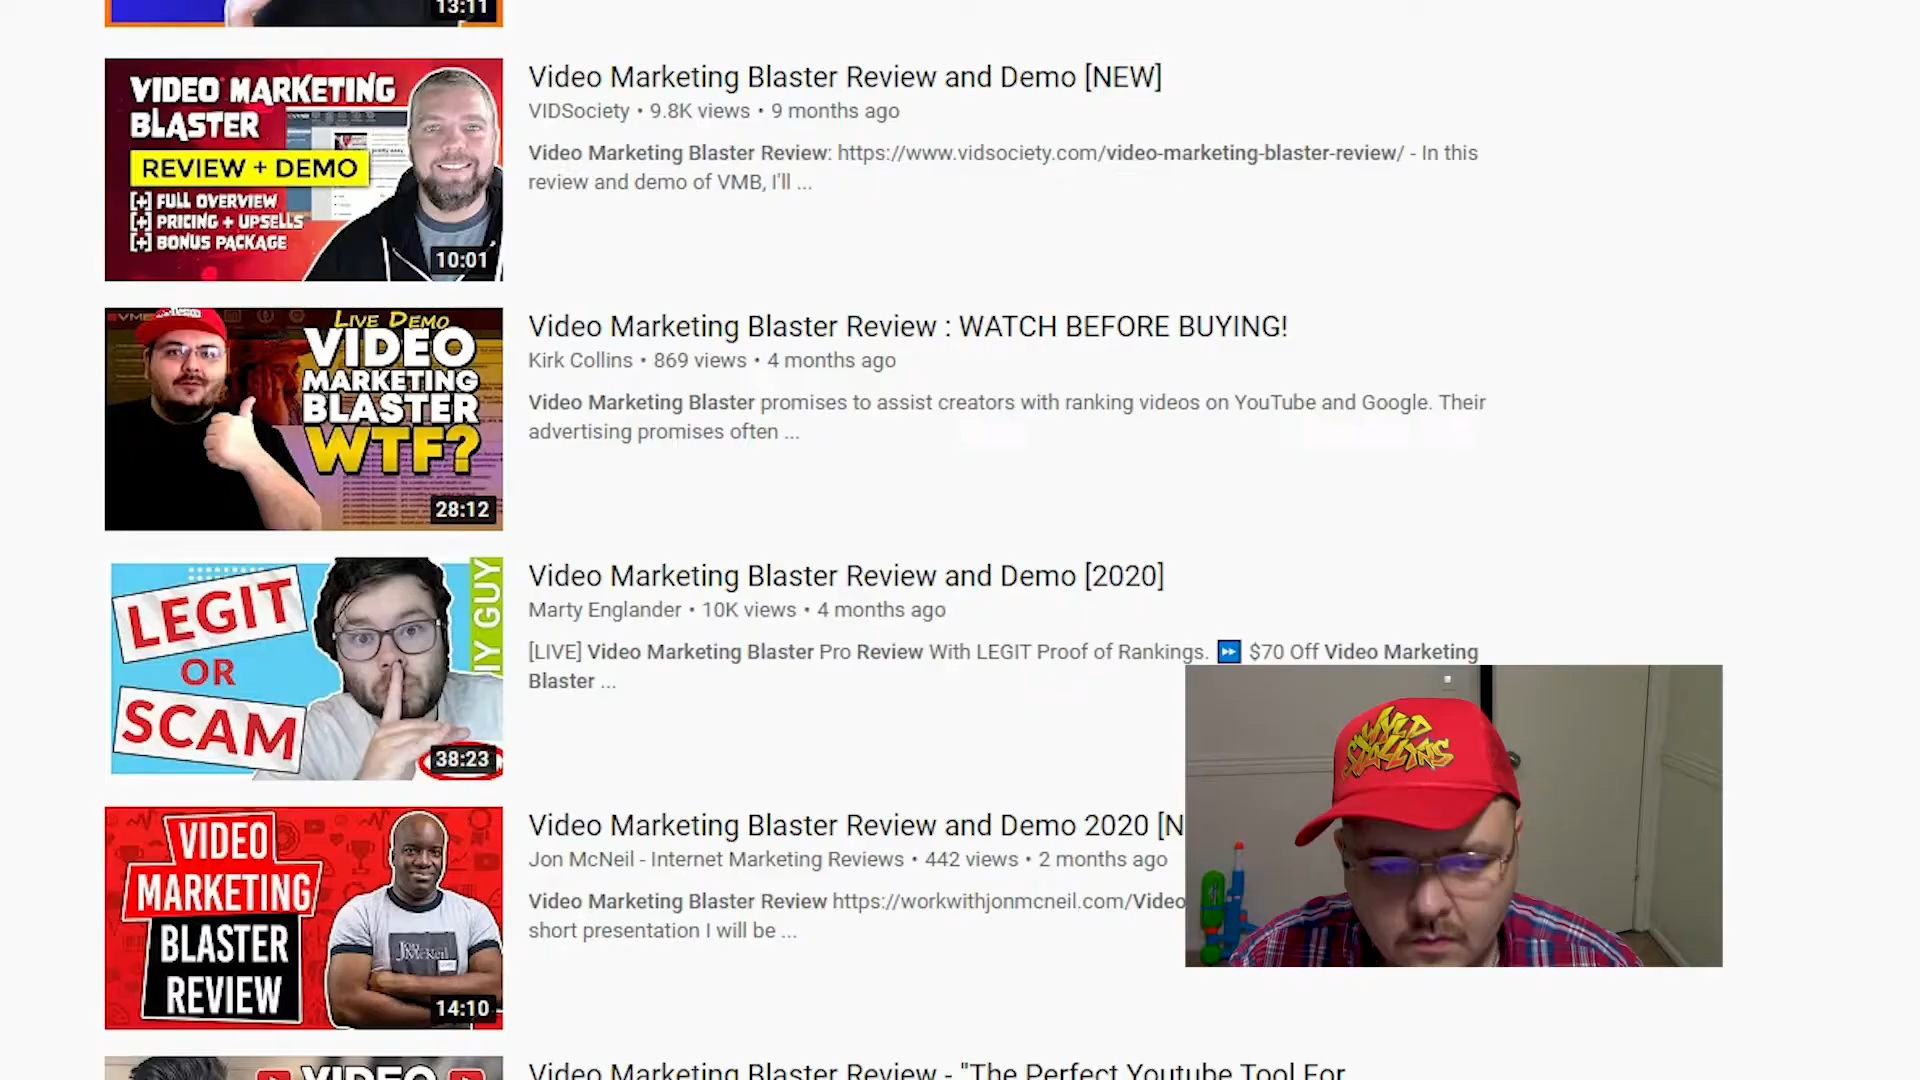 13:11
VIDEO MARKETING
BLASTER
REVIEW + DEMO
[+] FULL OVERVIEW
[+] PRICING + UPSELLS
[+] BONUS PACKAGE
10:01
Video Marketing Blaster Review and Demo [NEW]
VIDSociety • 9.8K views • 9 months ago
Video Marketing Blaster Review: https://www.vidsociety.com/video-marketing-blaster-review/ - In this
review and demo of VMB, I'll ...
LIVE DEMO
VIDEO
MARKETING
BLASTER
WTF?
28:12
Video Marketing Blaster Review : WATCH BEFORE BUYING!
Kirk Collins • 869 views • 4 months ago
Video Marketing Blaster promises to assist creators with ranking videos on YouTube and Google. Their
advertising promises often ...
LEGIT
OR
SCAM
GUY
38:23
Video Marketing Blaster Review and Demo [2020]
Marty Englander • 10K views • 4 months ago
[LIVE] Video Marketing Blaster Pro Review With LEGIT Proof of Rankings. ⏩ $70 Off Video Marketing
Blaster ...
VIDEO
MARKETING
BLASTER
REVIEW
Jon
McNeil
14:10
Video Marketing Blaster Review and Demo 2020 [N
Jon McNeil - Internet Marketing Reviews • 442 views • 2 months ago
Video Marketing Blaster Review https://workwithjonmcneil.com/Video
short presentation I will be ...
VIDEO
Video Marketing Blaster Review - "The Perfect Youtube Tool For